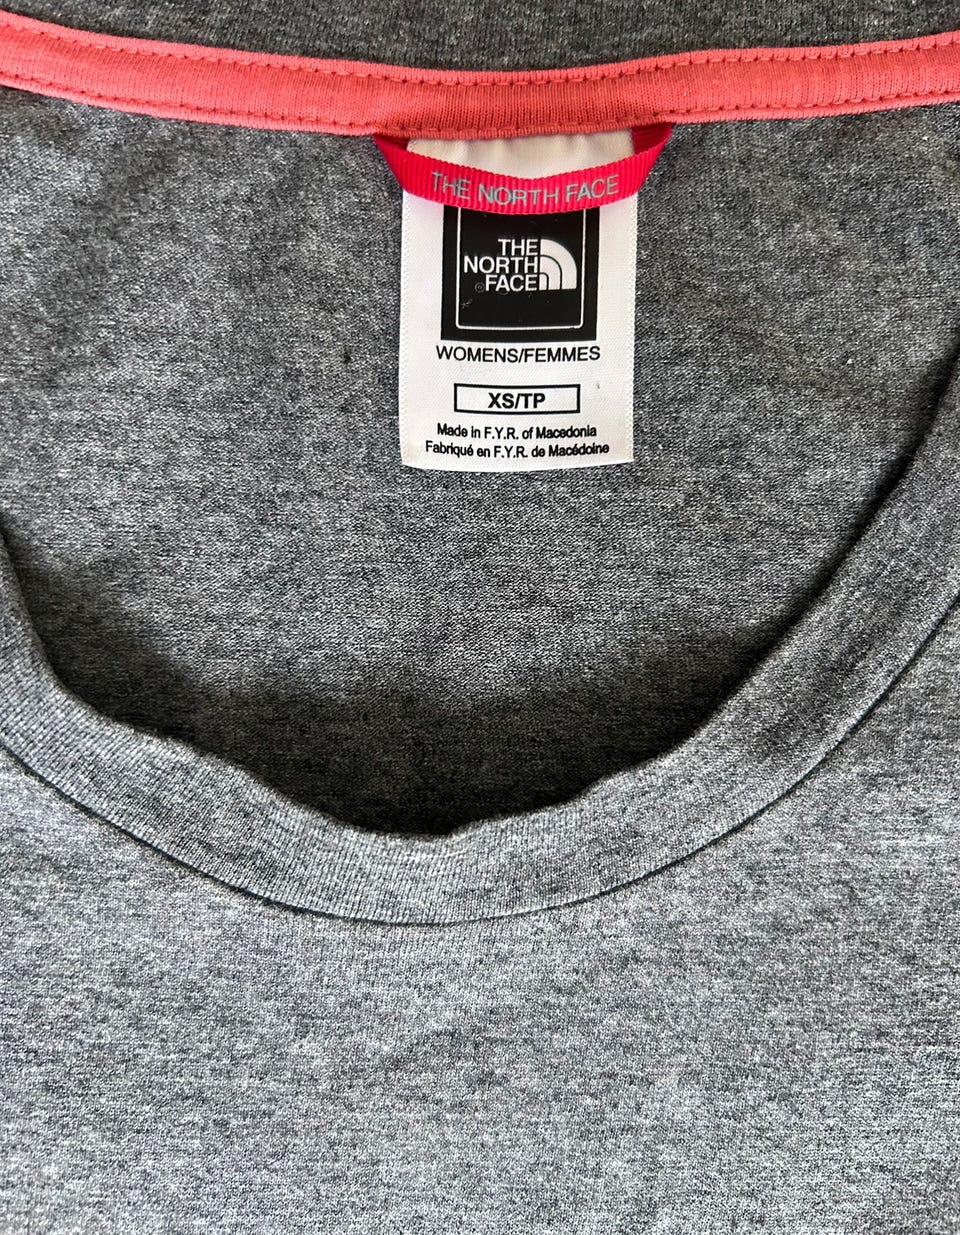 THE NORTH FACE
THE
NORTH
FACE®
WOMENS/FEMMES
XS/TP
Made in F.Y.R. of Macedonia
Fabriqué en F.Y.R. de Macédoine